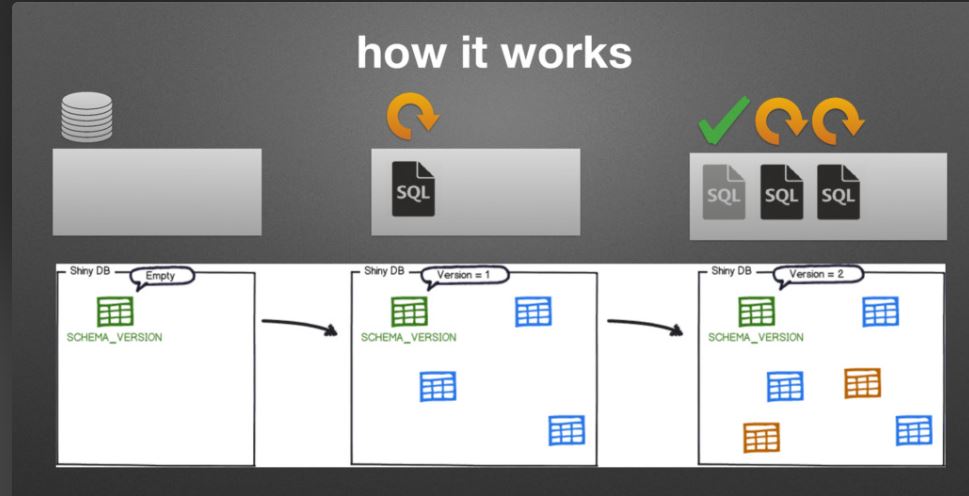 how it works
SQL
SQL SQL SQL
Shiny DB Empty
SCHEMA_VERSION
Shiny DB Version = 1
SCHEMA_VERSION
Shiny DB Version = 2
SCHEMA_VERSION